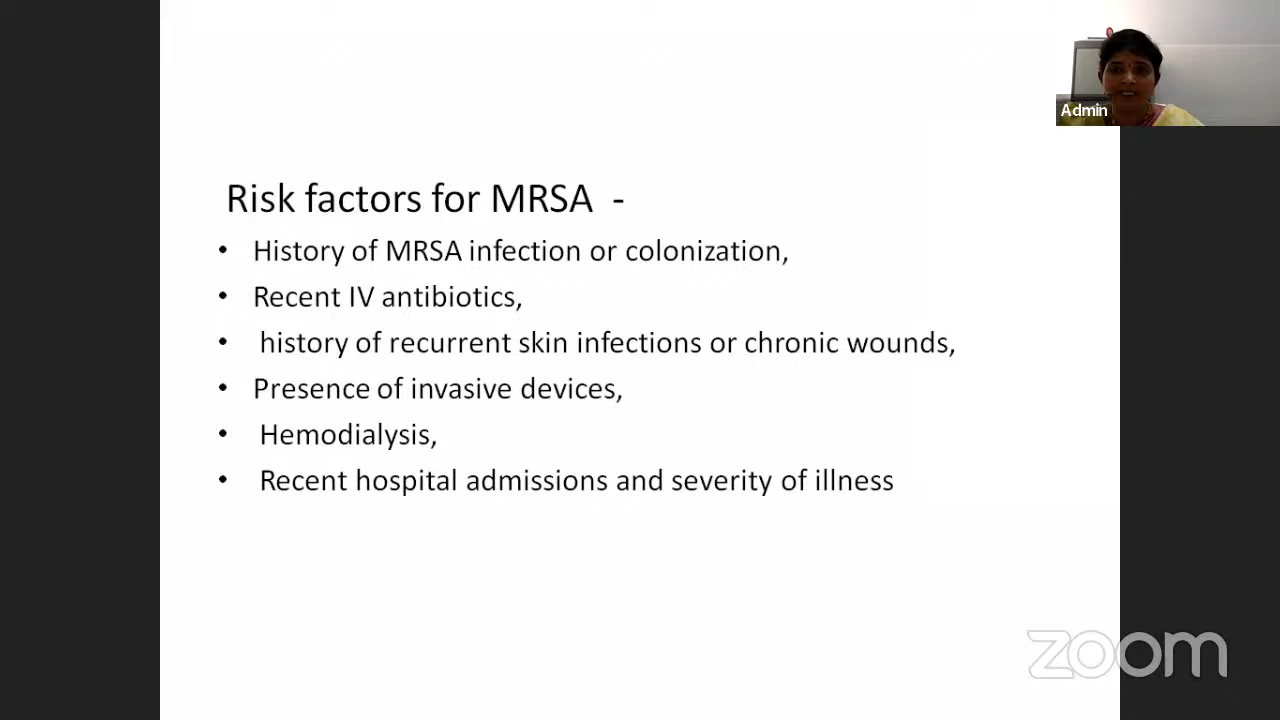 Admin
Risk factors for MRSA -
• History of MRSA infection or colonization,
• Recent IV antibiotics,
• history of recurrent skin infections or chronic wounds,
• Presence of invasive devices,
• Hemodialysis,
• Recent hospital admissions and severity of illness
zoom